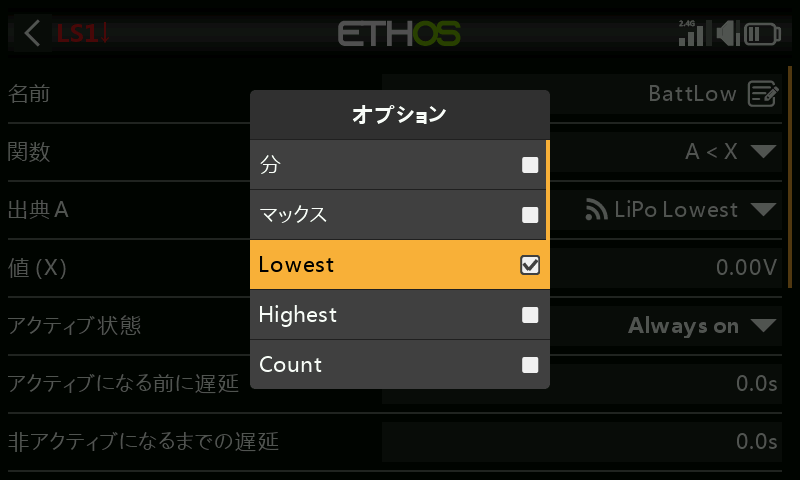 LS1↓
ETHOS
2.4G
名前
BattLow
関数
A < X
出典 A
LiPo Lowest
値 (X)
0.00V
アクティブ状態
Always on
アクティブになる前に遅延
0.0s
非アクティブになるまでの遅延
0.0s
オプション
分
マックス
Lowest
Highest
Count